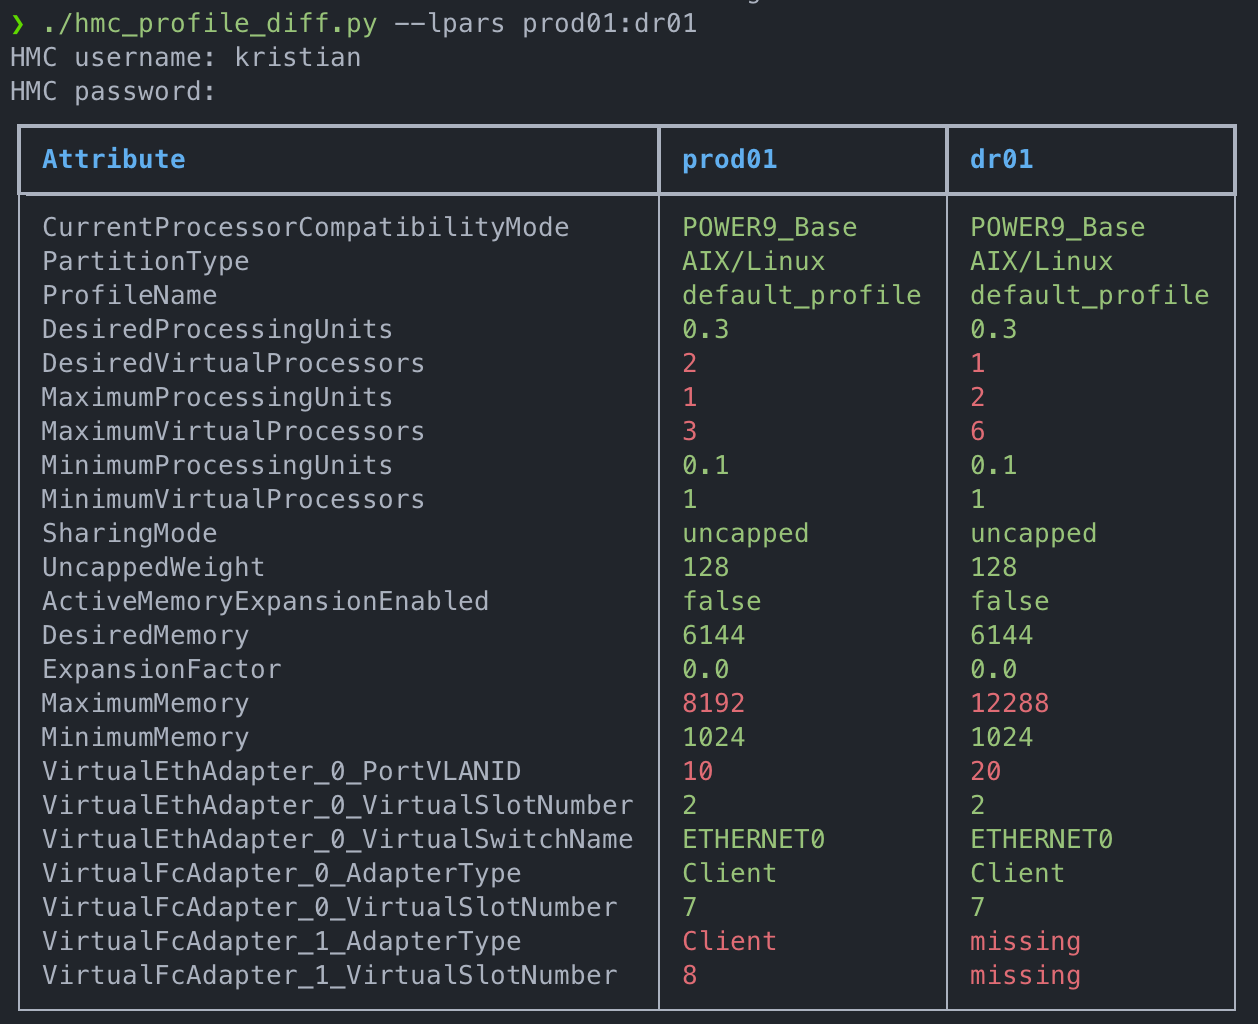 ❯ ./hmc_profile_diff.py --lpars prod01:dr01
HMC username: kristian
HMC password:
Attribute prod01 dr01
CurrentProcessorCompatibilityMode POWER9_Base POWER9_Base
PartitionType AIX/Linux AIX/Linux
ProfileName default_profile default_profile
DesiredProcessingUnits 0.3 0.3
DesiredVirtualProcessors 2 1
MaximumProcessingUnits 1 2
MaximumVirtualProcessors 3 6
MinimumProcessingUnits 0.1 0.1
MinimumVirtualProcessors 1 1
SharingMode uncapped uncapped
UncappedWeight 128 128
ActiveMemoryExpansionEnabled false false
DesiredMemory 6144 6144
ExpansionFactor 0.0 0.0
MaximumMemory 8192 12288
MinimumMemory 1024 1024
VirtualEthAdapter_0_PortVLANID 10 20
VirtualEthAdapter_0_VirtualSlotNumber 2 2
VirtualEthAdapter_0_VirtualSwitchName ETHERNET0 ETHERNET0
VirtualFcAdapter_0_AdapterType Client Client
VirtualFcAdapter_0_VirtualSlotNumber 7 7
VirtualFcAdapter_1_AdapterType Client missing
VirtualFcAdapter_1_VirtualSlotNumber 8 missing